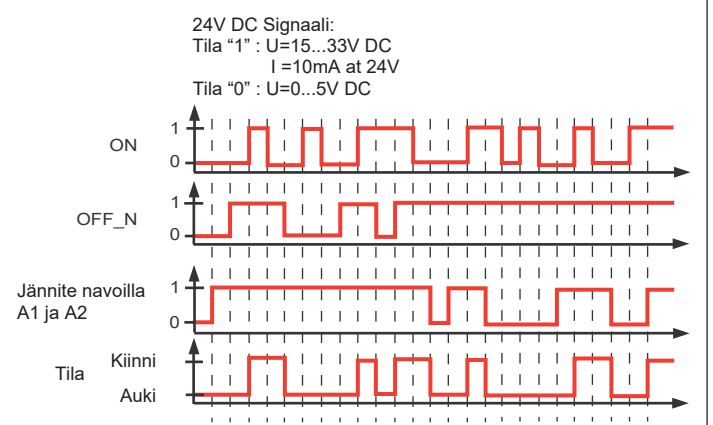 24V DC Signaali:
Tila “1” : U=15...33V DC
I =10mA at 24V
Tila “0” : U=0...5V DC
ON
1
0
OFF_N
1
0
Jännite navoilla
A1 ja A2
1
0
Tila
Kiinni
Auki